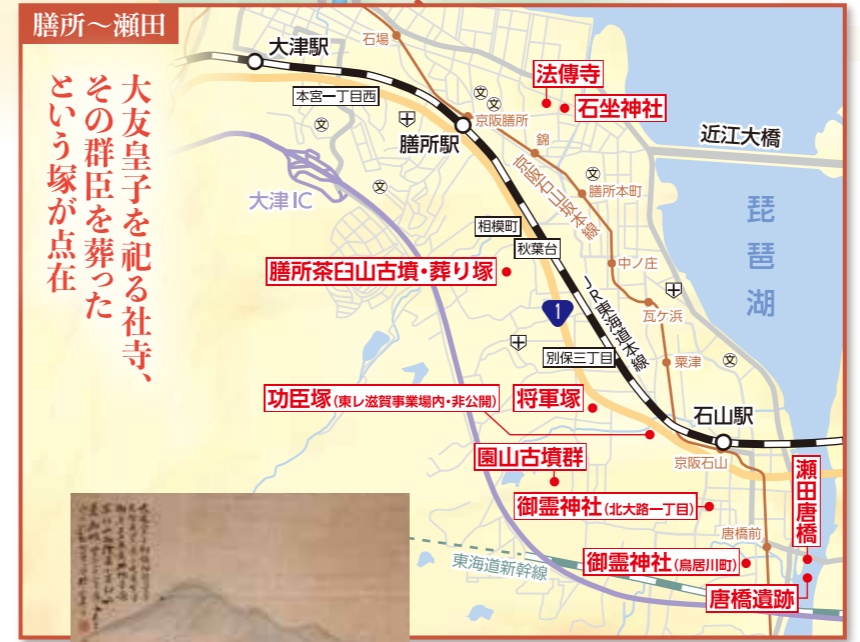 膳所〜瀬田
大友皇子を祀る社寺、
その群臣を葬った
という塚が点在
大津駅
石場
本宮一丁目西
京阪膳所
膳所駅
法傳寺
石坐神社
錦
近江大橋
大津IC
京阪石山坂本線
膳所本町
琵琶湖
相模町
秋葉台
中ノ庄
膳所茶臼山古墳・葬り塚
JR東海道本線
1
瓦ケ浜
別保三丁目
粟津
功臣塚(東レ滋賀事業場内・非公開)
将軍塚
石山駅
京阪石山
園山古墳群
瀬田唐橋
御霊神社(北大路一丁目)
唐橋前
東海道新幹線
御霊神社(鳥居川町)
唐橋遺跡
文
文
文
文
文
文